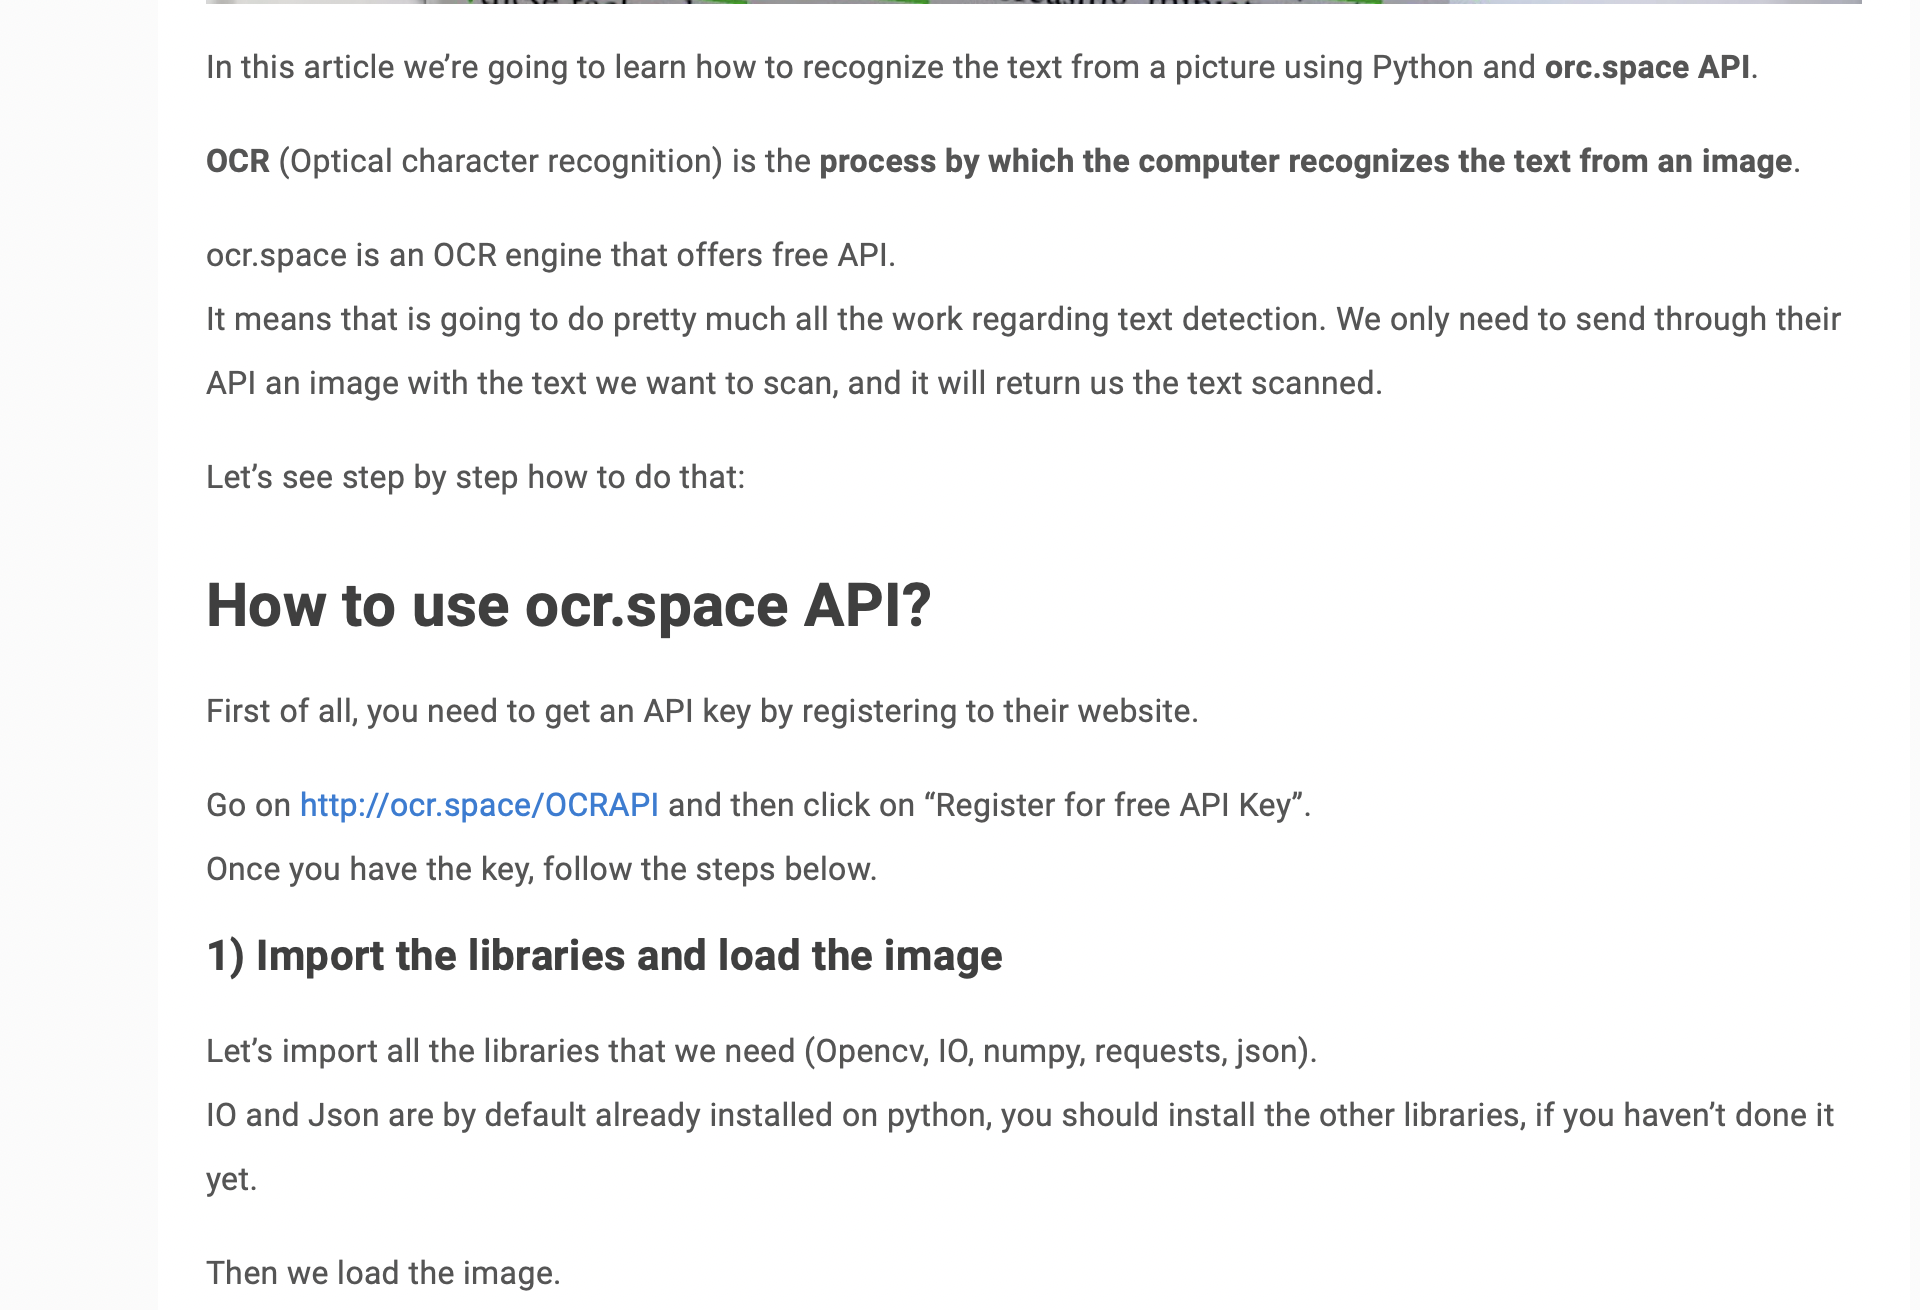 In this article we’re going to learn how to recognize the text from a picture using Python and orc.space API.
OCR (Optical character recognition) is the process by which the computer recognizes the text from an image.
ocr.space is an OCR engine that offers free API.
It means that is going to do pretty much all the work regarding text detection. We only need to send through their
API an image with the text we want to scan, and it will return us the text scanned.
Let’s see step by step how to do that:
How to use ocr.space API?
First of all, you need to get an API key by registering to their website.
Go on http://ocr.space/OCRAPI and then click on “Register for free API Key”.
Once you have the key, follow the steps below.
1) Import the libraries and load the image
Let’s import all the libraries that we need (Opencv, IO, numpy, requests, json).
IO and Json are by default already installed on python, you should install the other libraries, if you haven’t done it
yet.
Then we load the image.